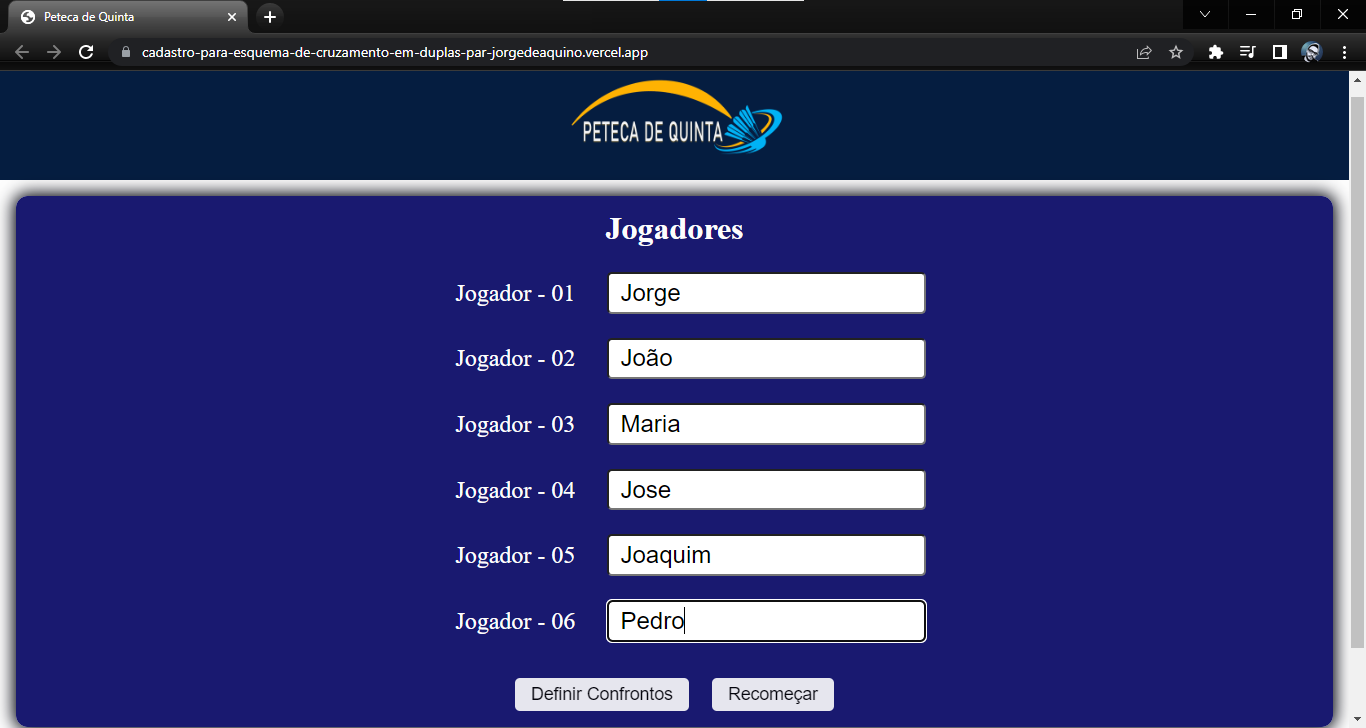 Peteca de Quinta
cadastro-para-esquema-de-cruzamento-em-duplas-par-jorgedeaquino.vercel.app
PETECA DE QUINTA
Jogadores
Jogador - 01 Jorge
Jogador - 02 João
Jogador - 03 Maria
Jogador - 04 Jose
Jogador - 05 Joaquim
Jogador - 06 Pedro
Definir Confrontos Recomeçar